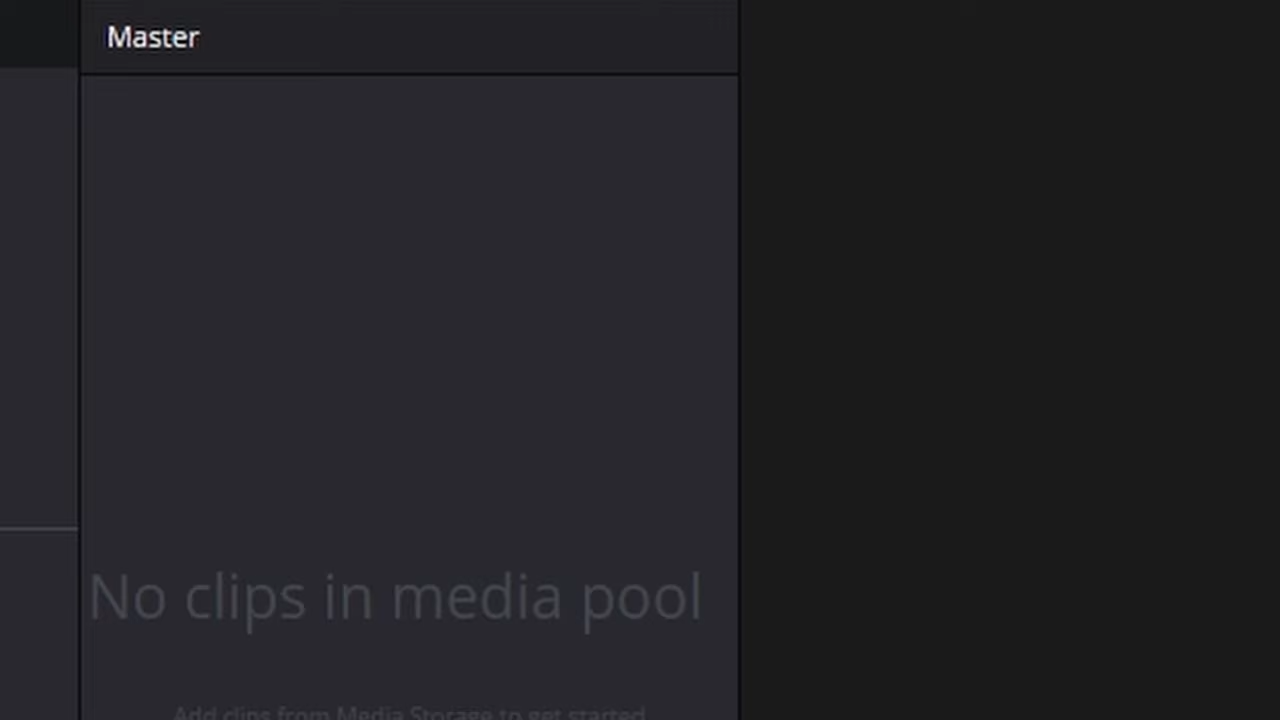 Master
No clips in media pool
Add clips from Media Storage to get started